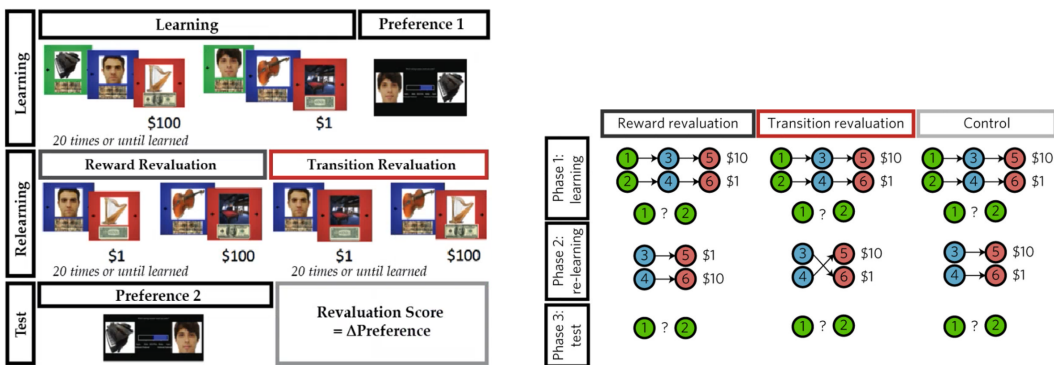 Learning
Preference 1
Learning
$100
$1
20 times or until learned
Reward Revaluation
Transition Revaluation
Relearning
$1
$100
$1
$100
20 times or until learned
20 times or until learned
Preference 2
Test
Revaluation Score
= ΔPreference
Reward revaluation
Transition revaluation
Control
Phase 1:
learning
1 3 5 $10
2 4 6 $1
1 ? 2
1 3 5 $10
2 4 6 $1
1 ? 2
1 3 5 $10
2 4 6 $1
1 ? 2
Phase 2:
re-learning
3 5 $1
4 6 $10
3 5 $10
4 6 $1
3 5 $10
4 6 $1
Phase 3:
test
1 ? 2
1 ? 2
1 ? 2